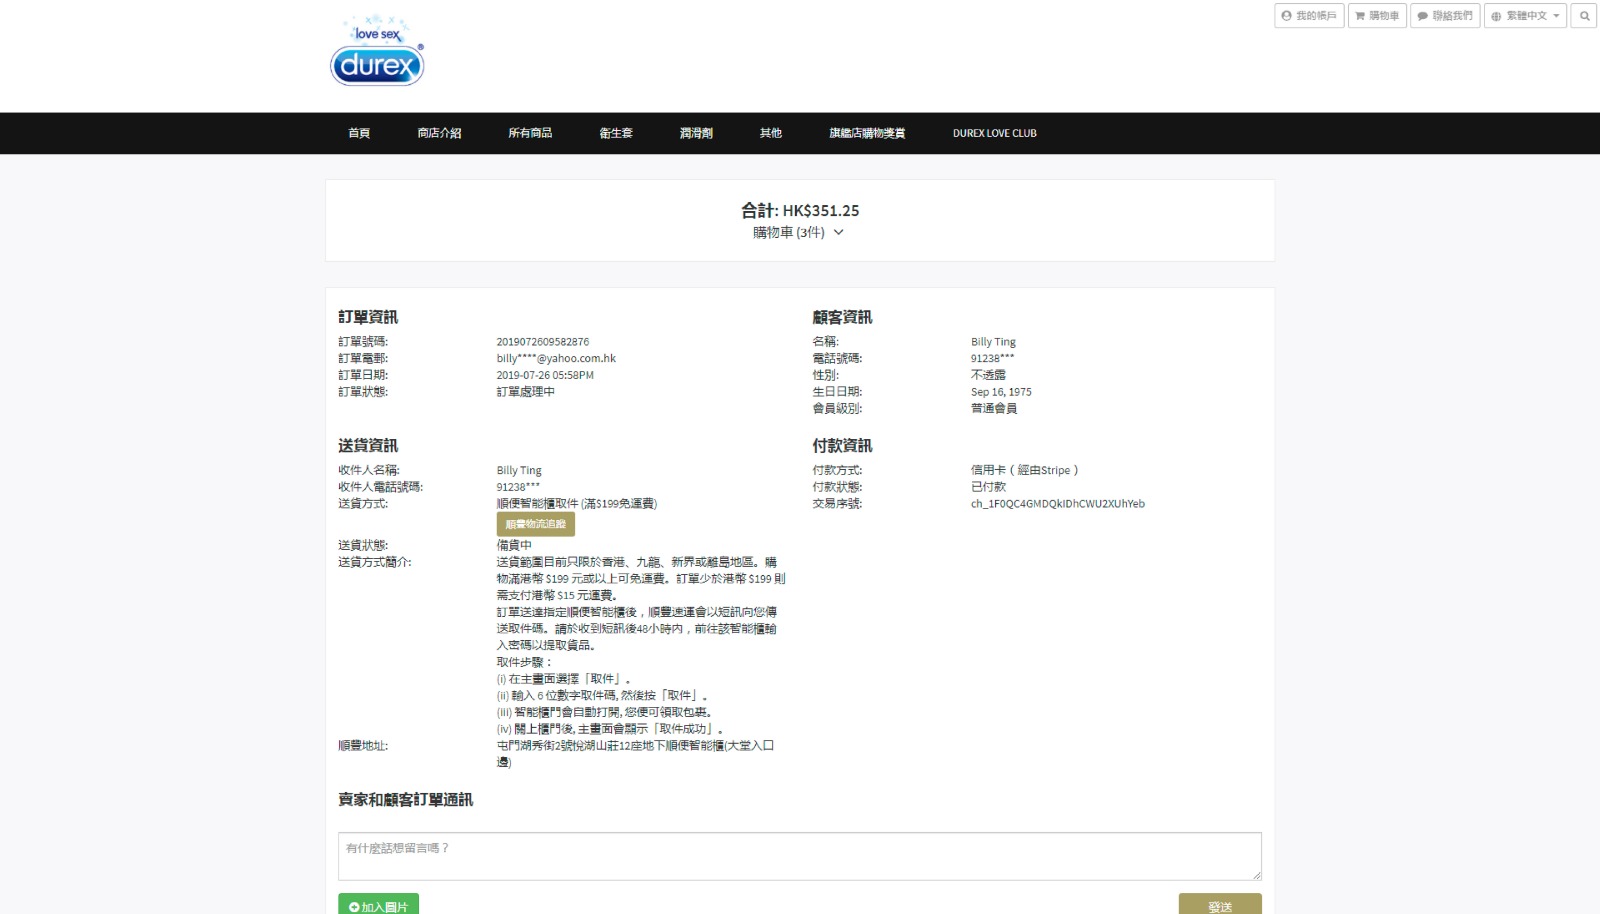 我的帳戶 購物車 聯絡我們 繁體中文
love sex
durex®
首頁 商店介紹 所有商品 衛生套 潤滑劑 其他 旗艦店購物獎賞 DUREX LOVE CLUB
合計: HK$351.25
購物車 (3件)
訂單資訊
訂單號碼: 2019072609582876
訂單電郵: billy****@yahoo.com.hk
訂單日期: 2019-07-26 05:58PM
訂單狀態: 訂單處理中
顧客資訊
名稱: Billy Ting
電話號碼: 91238***
性別: 不透露
生日日期: Sep 16, 1975
會員級別: 普通會員
送貨資訊
收件人名稱: Billy Ting
收件人電話號碼: 91238***
送貨方式: 順便智能櫃取件 (滿$199免運費)
順豐物流追蹤
送貨狀態: 備貨中
送貨方式簡介: 送貨範圍目前只限於香港、九龍、新界或離島地區。購
物滿港幣 $199 元或以上可免運費。訂單少於港幣 $199 則
需支付港幣 $15 元運費。
訂單送達指定順便智能櫃後，順豐速運會以短訊向您傳
送取件碼。請於收到短訊後48小時內，前往該智能櫃輸
入密碼以提取貨品。
取件步驟：
(i) 在主畫面選擇「取件」。
(ii) 輸入 6 位數字取件碼, 然後按「取件」。
(iii) 智能櫃門會自動打開, 您便可領取包裹。
(iv) 關上櫃門後, 主畫面會顯示「取件成功」。
順豐地址: 屯門湖秀街2號悅湖山莊12座地下順便智能櫃(大堂入口
邊)
付款資訊
付款方式: 信用卡（經由Stripe）
付款狀態: 已付款
交易序號: ch_1F0QC4GMDQkIDhCWU2XUhYeb
賣家和顧客訂單通訊
有什麼話想留言嗎？
加入圖片
發送